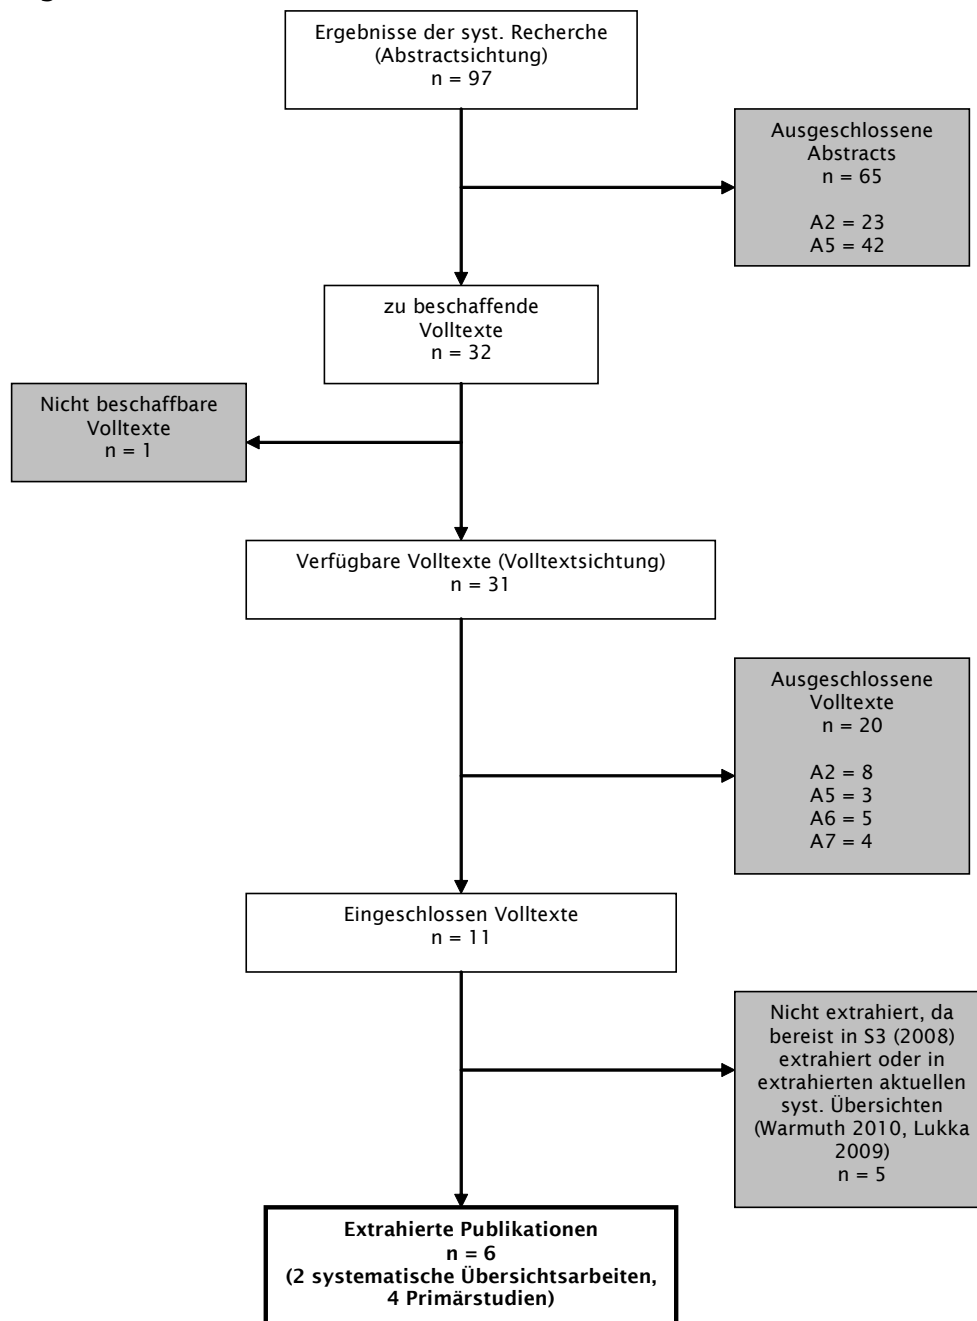 Ergebnisse der syst. Recherche
(Abstractsichtung)
n = 97
Ausgeschlossene
Abstracts
n = 65
A2 = 23
A5 = 42
zu beschaffende
Volltexte
n = 32
Nicht beschaffbare
Volltexte
n = 1
Verfügbare Volltexte (Volltextsichtung)
n = 31
Ausgeschlossene
Volltexte
n = 20
A2 = 8
A5 = 3
A6 = 5
A7 = 4
Eingeschlossen Volltexte
n = 11
Nicht extrahiert, da
bereist in S3 (2008)
extrahiert oder in
extrahierten aktuellen
syst. Übersichten
(Warmuth 2010, Lukka
2009)
n = 5
Extrahierte Publikationen
n = 6
(2 systematische Übersichtsarbeiten,
4 Primärstudien)